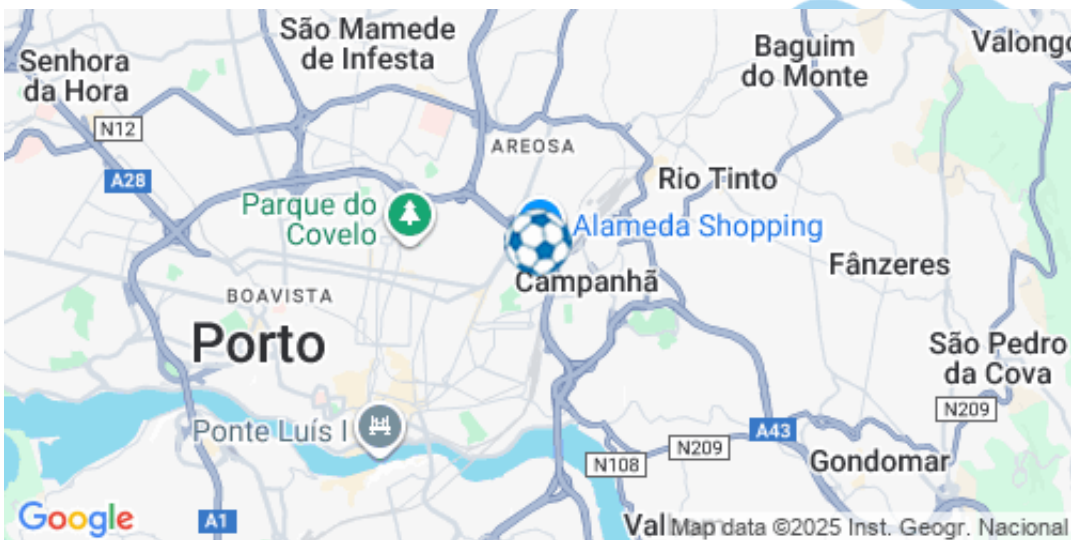 São Mamede
de Infesta
Senhora
da Hora
Baguim
do Monte
Valongo
N12
AREOSA
A28
Rio Tinto
Parque do
Covelo
Alameda Shopping
Campanhã
Fânzeres
BOAVISTA
Porto
São Pedro
da Cova
N209
Ponte Luís I
A43
N209
N108
Gondomar
Google
A1
Val
Map data ©2025 Inst. Geogr. Nacional